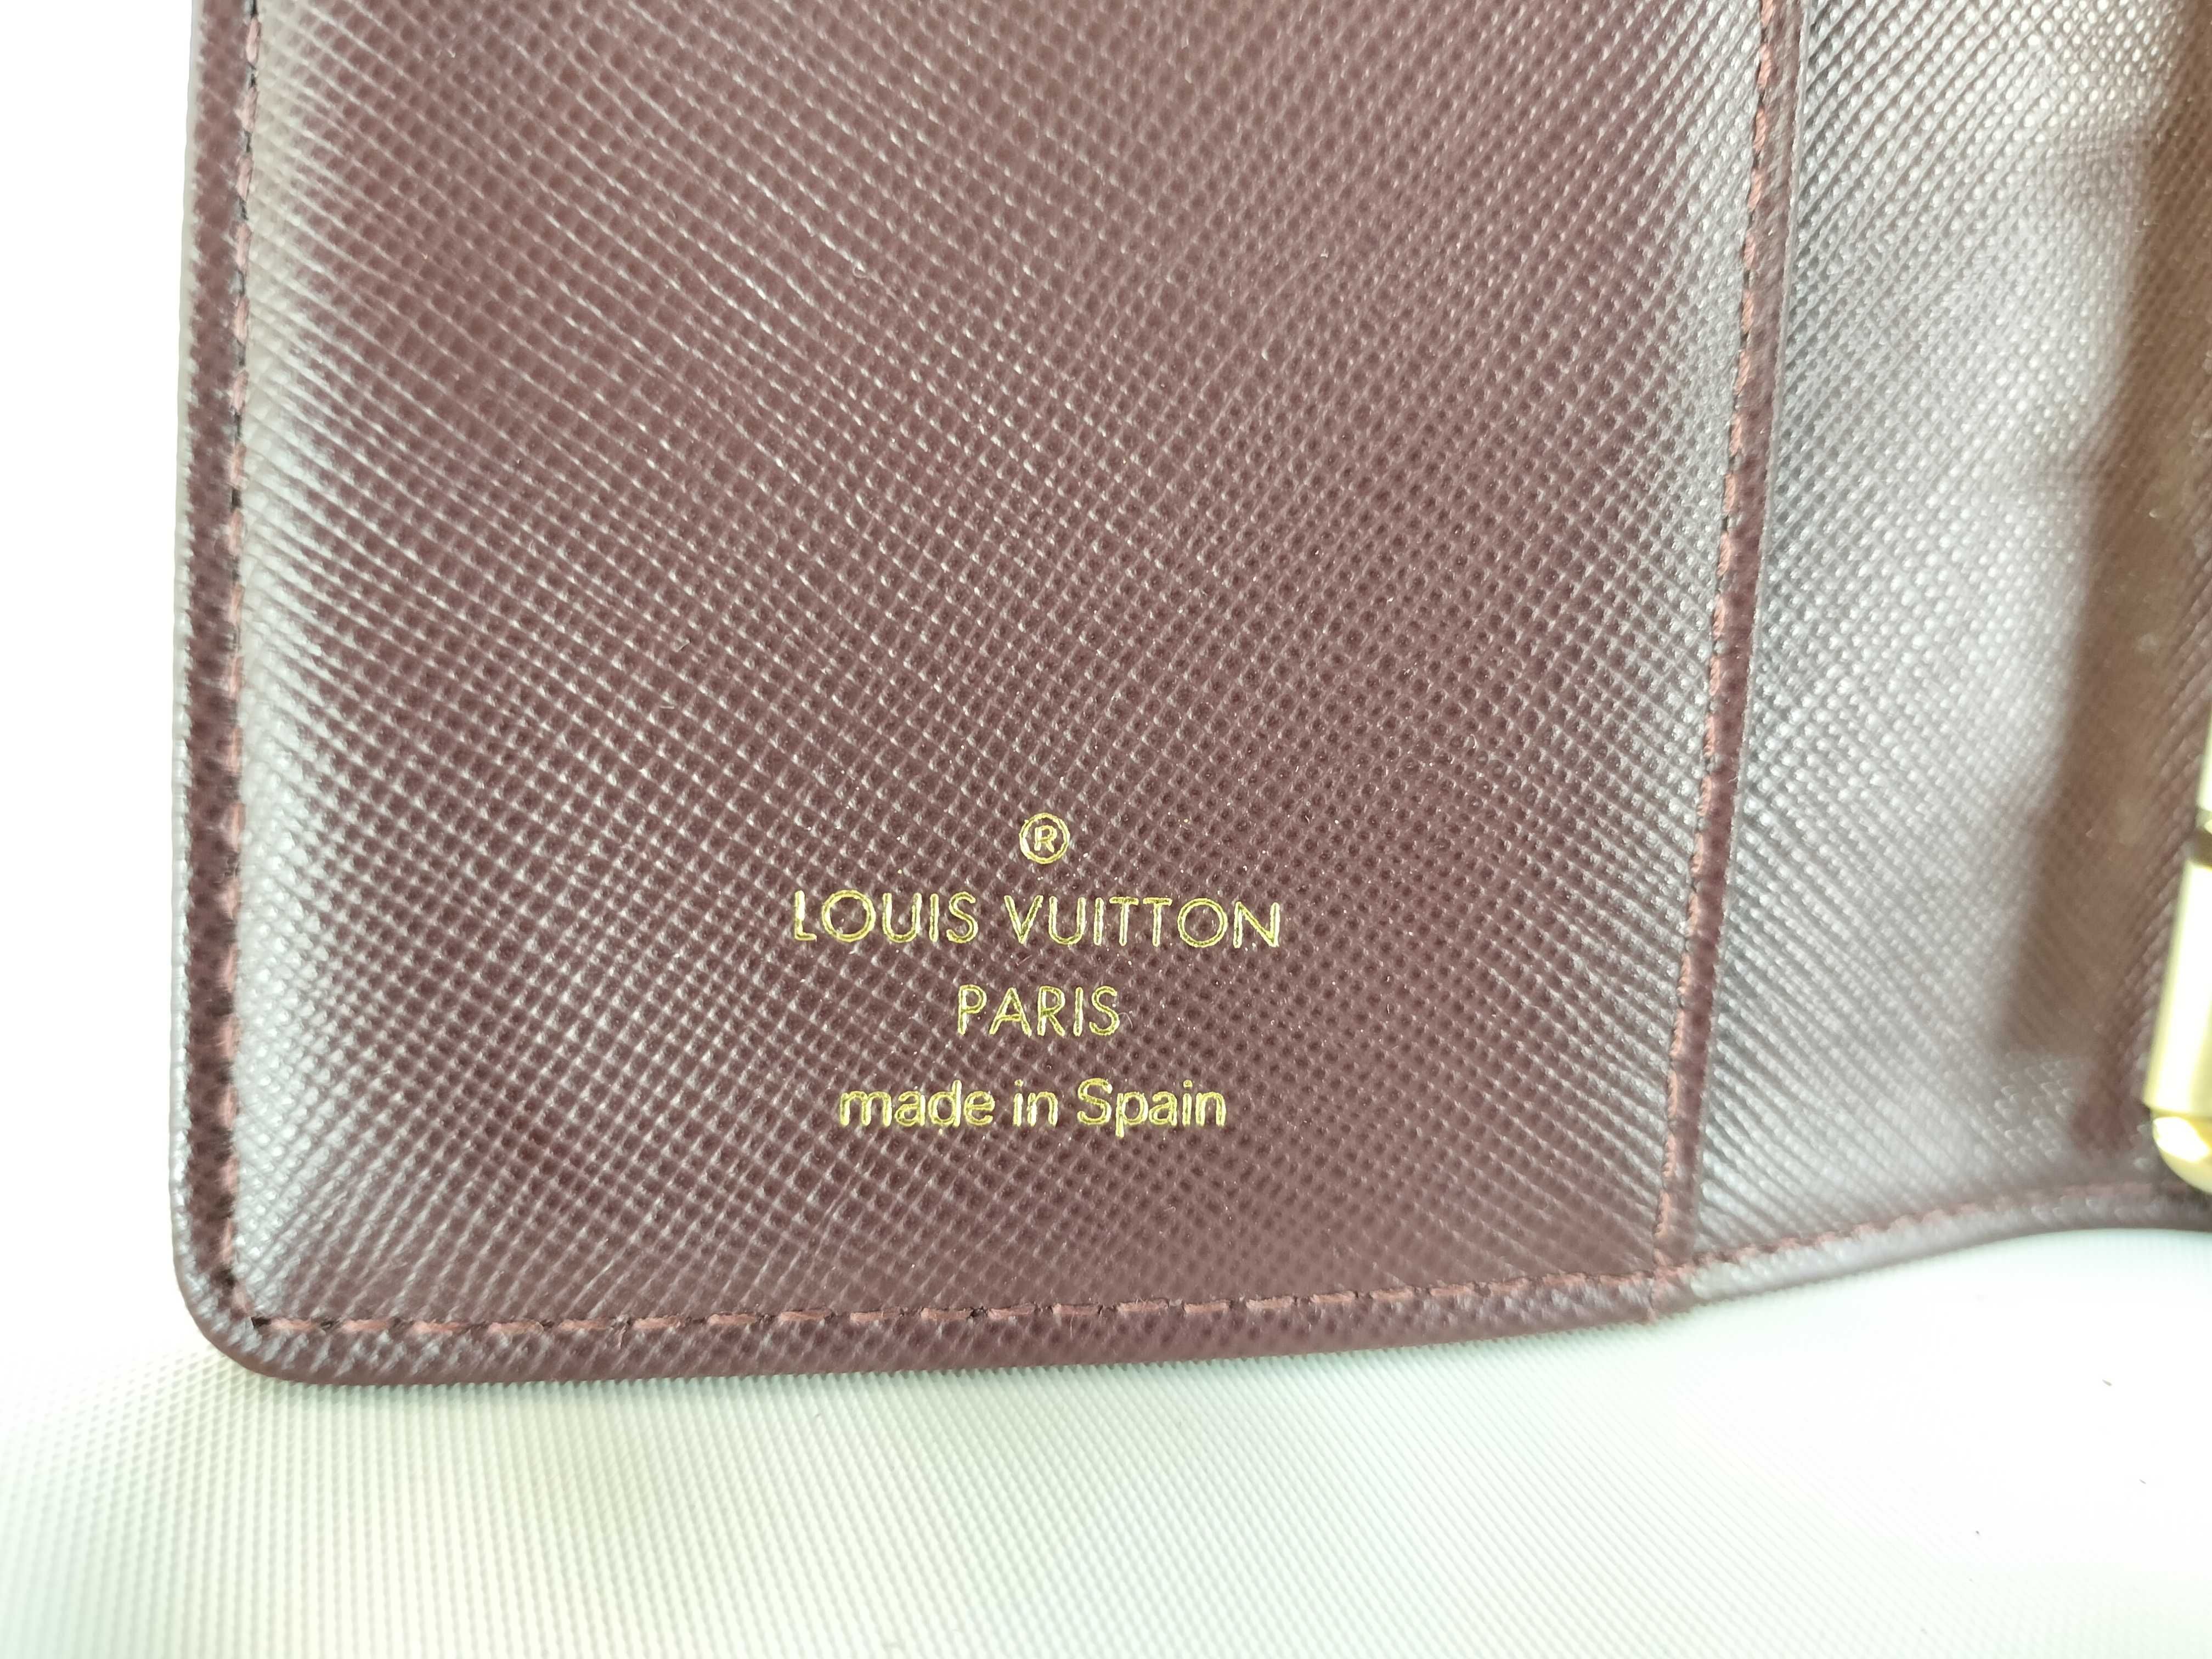 ®
LOUIS VUITTON
PARIS
made in Spain